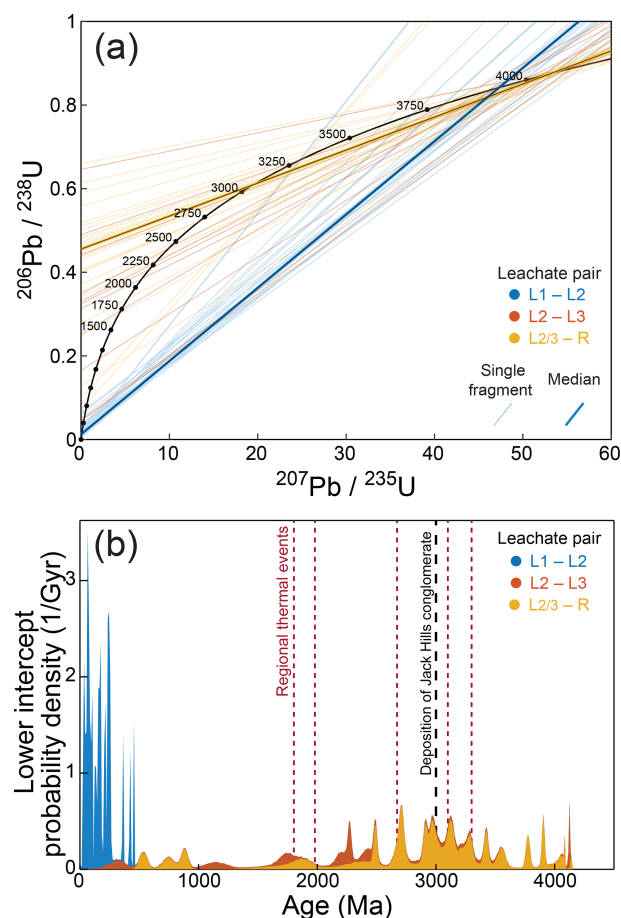 (a)
1
0.8
0.6
0.4
0.2
0
0
10
20
30
40
50
60
206Pb / 238U
207Pb / 235U
1500
1750
2000
2250
2500
2750
3000
3250
3500
3750
4000
Leachate pair
L1 – L2
L2 – L3
L2/3 – R
Single
fragment
Median
(b)
3
2
1
0
0
1000
2000
3000
4000
Lower intercept
probability density (1/Gyr)
Age (Ma)
Regional thermal events
Deposition of Jack Hills conglomerate
Leachate pair
L1 – L2
L2 – L3
L2/3 – R